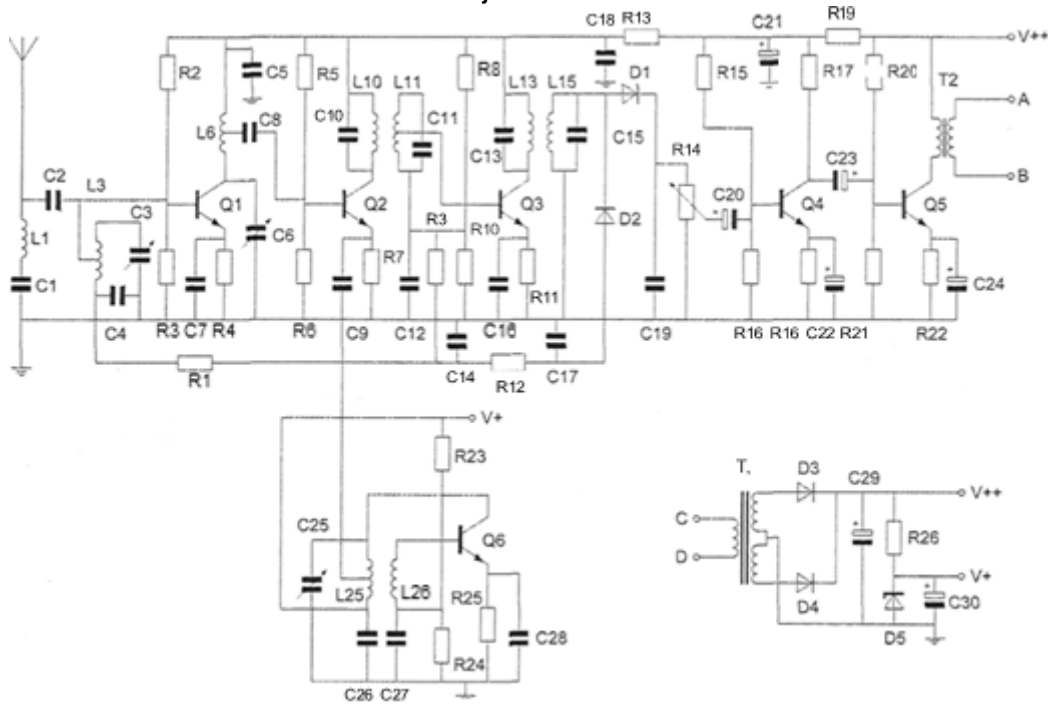 j
C18 R13 C21 R19
V++
R2 C5 R5 L10 L11 R8 L13 L15 D1 R15 R17 R20 T2
C8 C10 C11 A
L6 C13 C15 R14
C2 L3 C23
C3 Q1 Q2 Q3 C20 Q4 Q5 B
R3 D2
L1 C6 R7 R10
C1 R11 C24
C4 R3 C7 R4 R6 C9 C12 C16 C19 R16 R16 C22 R21 R22
R1 C14 R12 C17
V+
R23
T. D3 C29
V++
C25 Q6 C
R26
D
L25 L26 R25 V+
C28 D4 C30
R24 D5
C26 C27